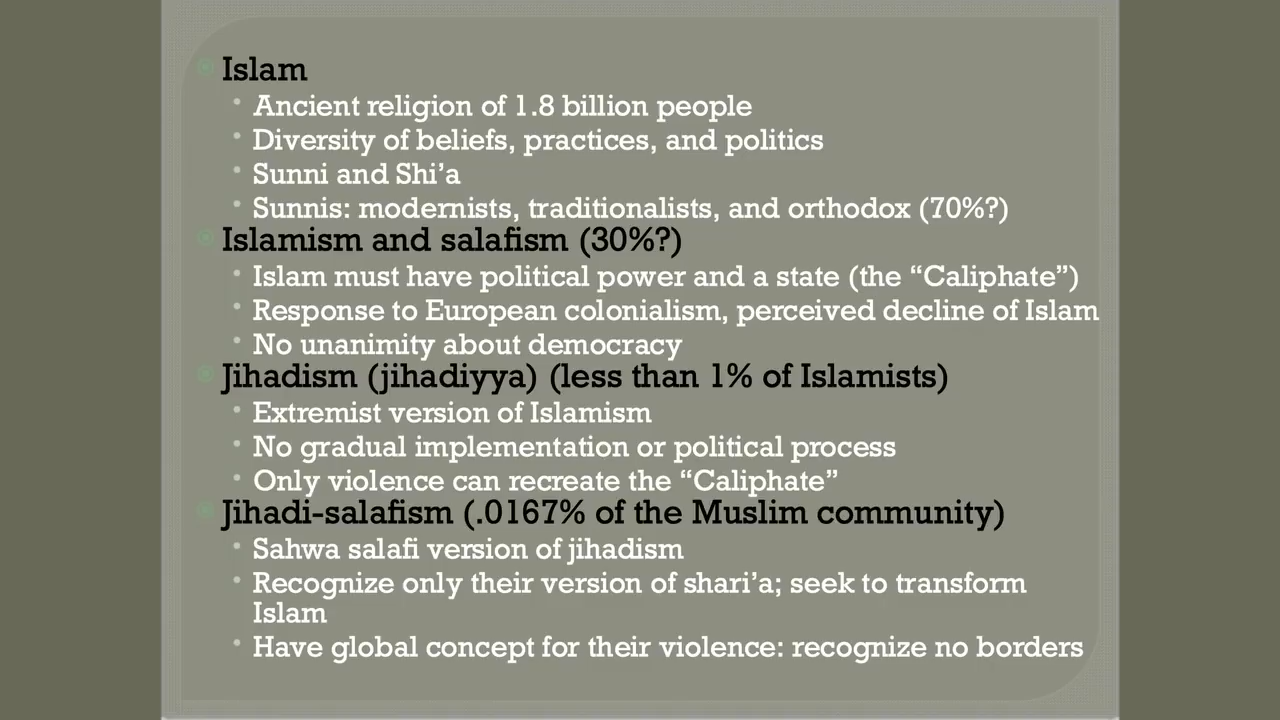 Islam
Ancient religion of 1.8 billion people
Diversity of beliefs, practices, and politics
Sunni and Shi’a
Sunnis: modernists, traditionalists, and orthodox (70%?)
Islamism and salafism (30%?)
Islam must have political power and a state (the “Caliphate”)
Response to European colonialism, perceived decline of Islam
No unanimity about democracy
Jihadism (jihadiyya) (less than 1% of Islamists)
Extremist version of Islamism
No gradual implementation or political process
Only violence can recreate the “Caliphate”
Jihadi-salafism (.0167% of the Muslim community)
Sahwa salafi version of jihadism
Recognize only their version of shari’a; seek to transform
Islam
Have global concept for their violence: recognize no borders